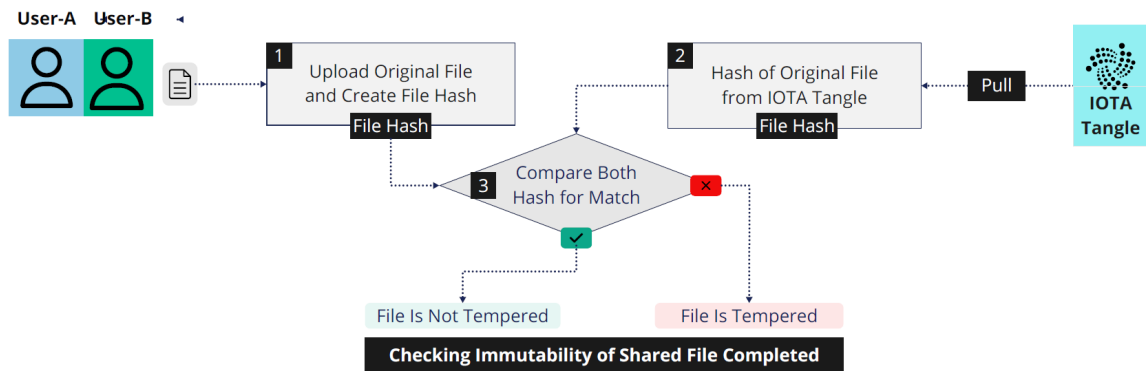 User-A User-B
1
Upload Original File
and Create File Hash
File Hash
2
Hash of Original File
from IOTA Tangle
File Hash
Pull
IOTA
Tangle
3
Compare Both
Hash for Match
File Is Not Tempered
File Is Tempered
Checking Immutability of Shared File Completed